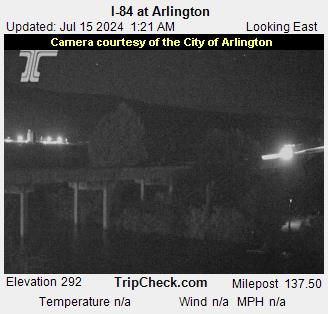 I-84 at Arlington
Updated: Jul 15 2024 1:21 AM Looking East
Camera courtesy of the City of Arlington
Elevation 292 TripCheck.com Milepost 137.50
Temperature n/a Wind n/a MPH n/a